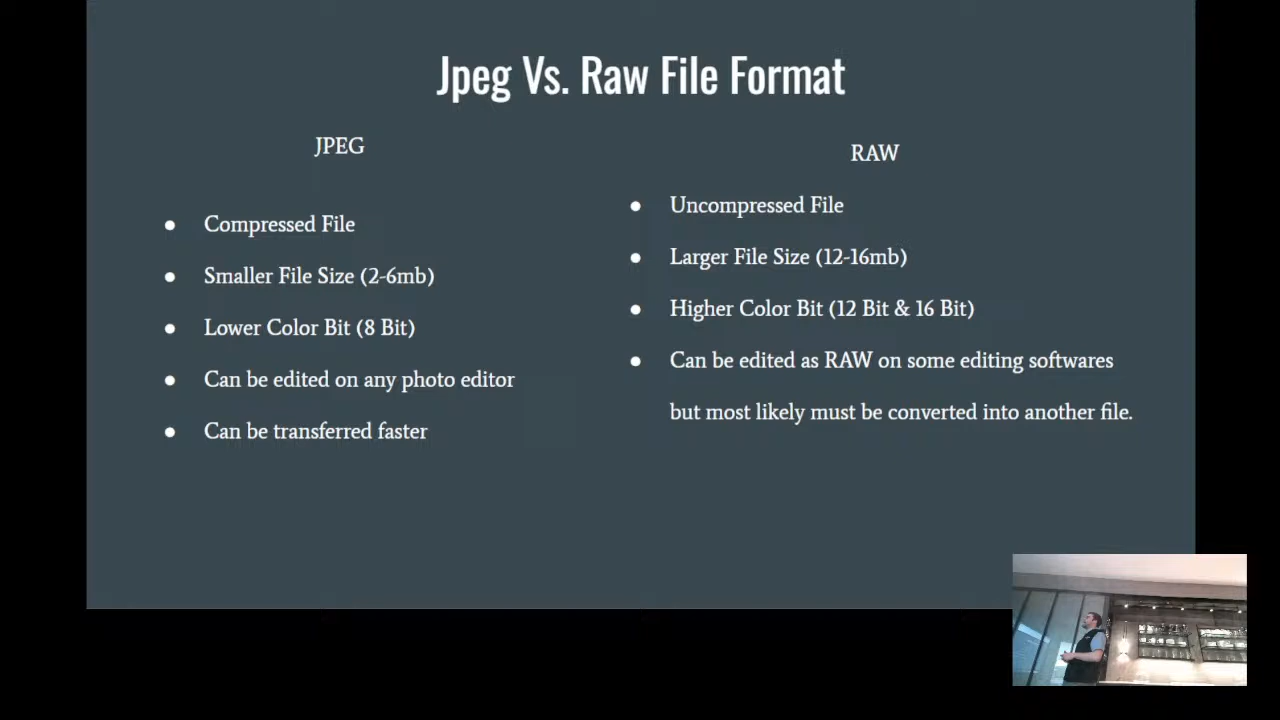 Jpeg Vs. Raw File Format
JPEG
● Compressed File
● Smaller File Size (2-6mb)
● Lower Color Bit (8 Bit)
● Can be edited on any photo editor
● Can be transferred faster
RAW
● Uncompressed File
● Larger File Size (12-16mb)
● Higher Color Bit (12 Bit & 16 Bit)
● Can be edited as RAW on some editing softwares
but most likely must be converted into another file.